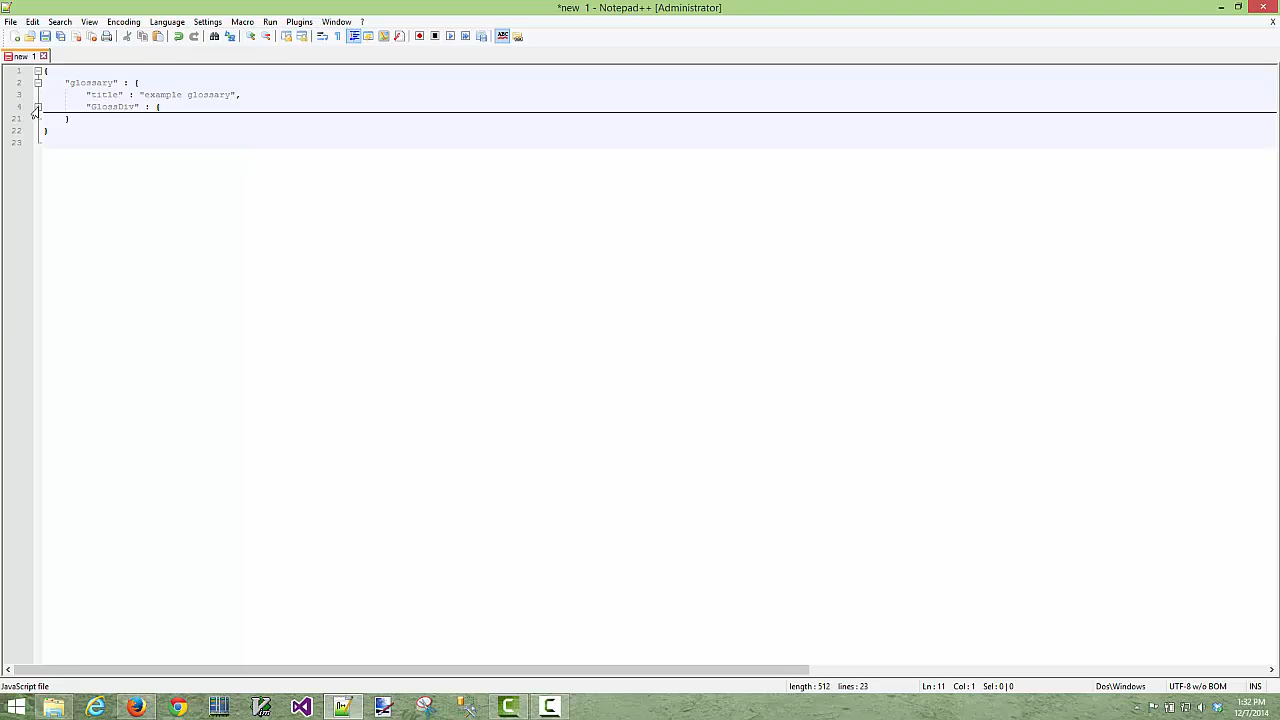 *new 1 - Notepad++ [Administrator]
File Edit Search View Encoding Language Settings Macro Run Plugins Window ?
X
new 1
1 {
2 "glossary" : {
3 "title" : "example glossary",
4 "GlossDiv" : {
21 }
22 }
23
JavaScript file length : 512 lines : 23 Ln : 11 Col : 1 Sel : 0 | 0 Dos\Windows UTF-8 w/o BOM INS
1:32 PM
12/7/2014